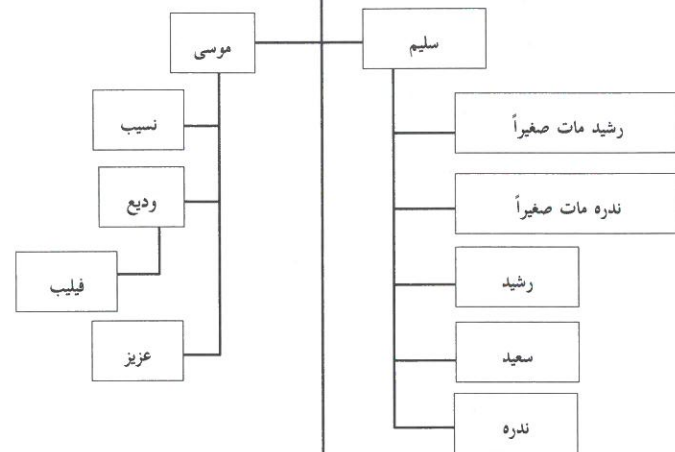 سليم
موسى
رشيد مات صغيراً
نسيب
ندره مات صغيراً
وديع
رشيد
فيليب
سعيد
عزيز
ندره